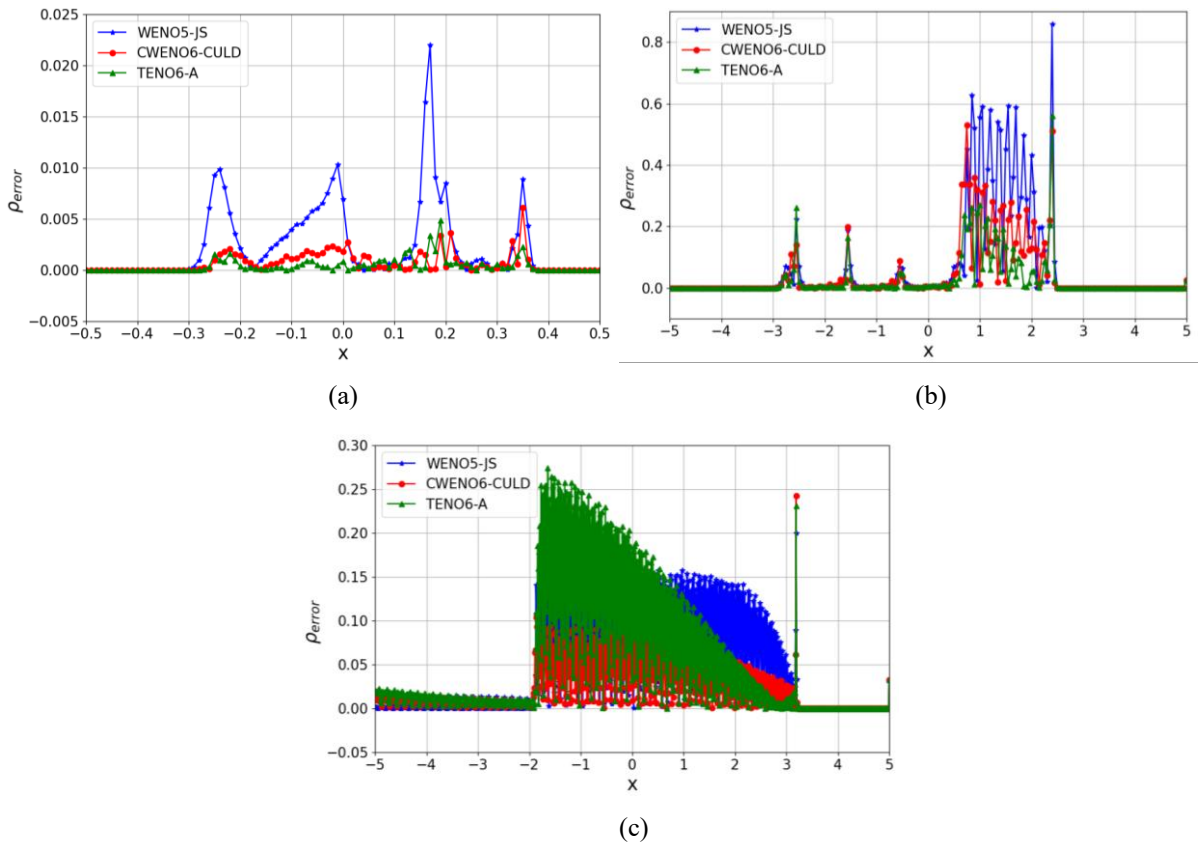 0.025
0.020
0.015
0.010
0.005
0.000
−0.005
ρerror
WENO5-JS
CWENO6-CULD
TENO6-A
−0.5 −0.4 −0.3 −0.2 −0.1 0.0 0.1 0.2 0.3 0.4 0.5
x
(a)
0.8
0.6
0.4
0.2
0.0
ρerror
WENO5-JS
CWENO6-CULD
TENO6-A
−5 −4 −3 −2 −1 0 1 2 3 4 5
x
(b)
0.30
0.25
0.20
0.15
0.10
0.05
0.00
−0.05
ρerror
WENO5-JS
CWENO6-CULD
TENO6-A
−5 −4 −3 −2 −1 0 1 2 3 4 5
x
(c)